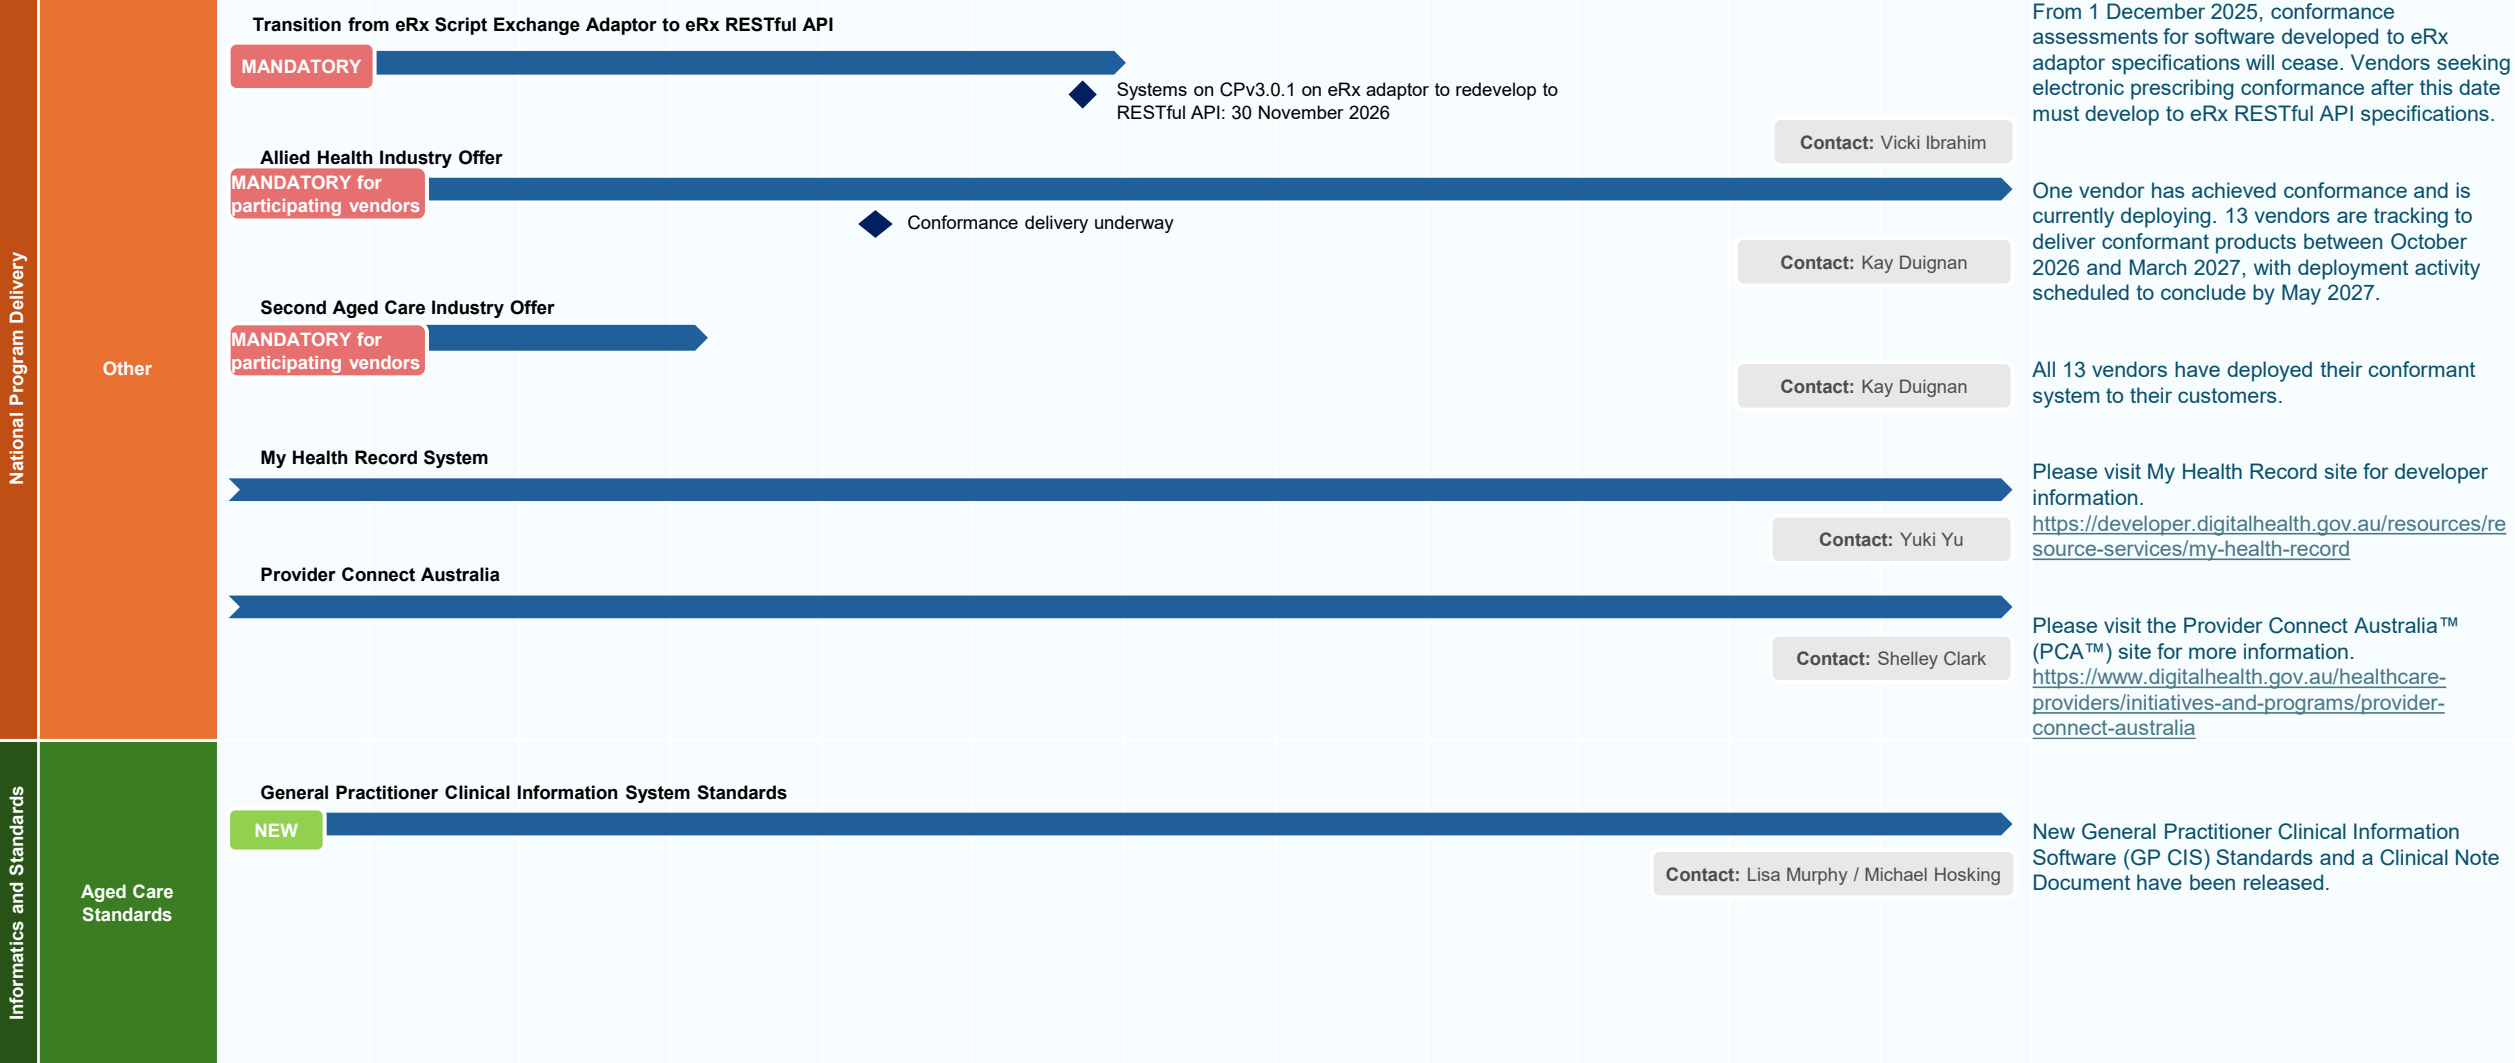 National Program Delivery
Other
Transition from eRx Script Exchange Adaptor to eRx RESTful API
MANDATORY
Systems on CPv3.0.1 on eRx adaptor to redevelop to
RESTful API: 30 November 2026
Contact: Vicki Ibrahim
From 1 December 2025, conformance
assessments for software developed to eRx
adaptor specifications will cease. Vendors seeking
electronic prescribing conformance after this date
must develop to eRx RESTful API specifications.
Allied Health Industry Offer
MANDATORY for
participating vendors
Conformance delivery underway
Contact: Kay Duignan
One vendor has achieved conformance and is
currently deploying. 13 vendors are tracking to
deliver conformant products between October
2026 and March 2027, with deployment activity
scheduled to conclude by May 2027.
Second Aged Care Industry Offer
MANDATORY for
participating vendors
Contact: Kay Duignan
All 13 vendors have deployed their conformant
system to their customers.
My Health Record System
Contact: Yuki Yu
Please visit My Health Record site for developer
information.
https://developer.digitalhealth.gov.au/resources/re
source-services/my-health-record
Provider Connect Australia
Contact: Shelley Clark
Please visit the Provider Connect Australia™
(PCA™) site for more information.
https://www.digitalhealth.gov.au/healthcare-
providers/initiatives-and-programs/provider-
connect-australia
Informatics and Standards
Aged Care
Standards
General Practitioner Clinical Information System Standards
NEW
Contact: Lisa Murphy / Michael Hosking
New General Practitioner Clinical Information
Software (GP CIS) Standards and a Clinical Note
Document have been released.